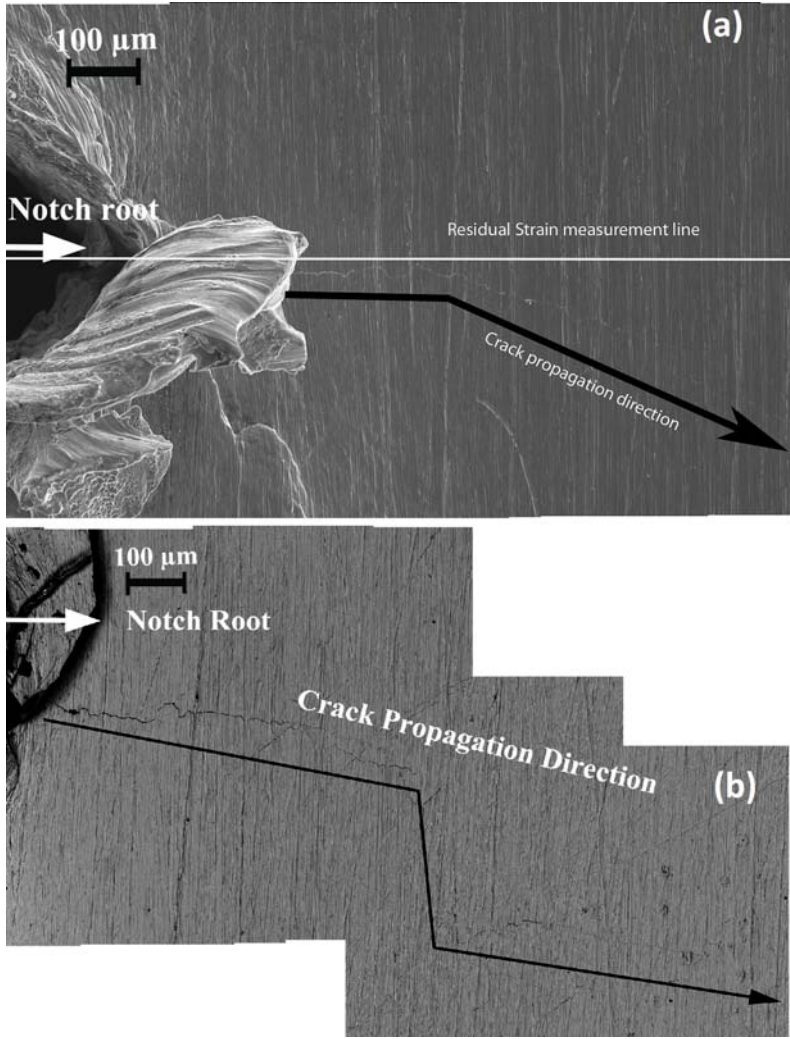 (a)
100 µm
Notch root
Residual Strain measurement line
Crack propagation direction
100 µm
Notch Root
Crack Propagation Direction
(b)